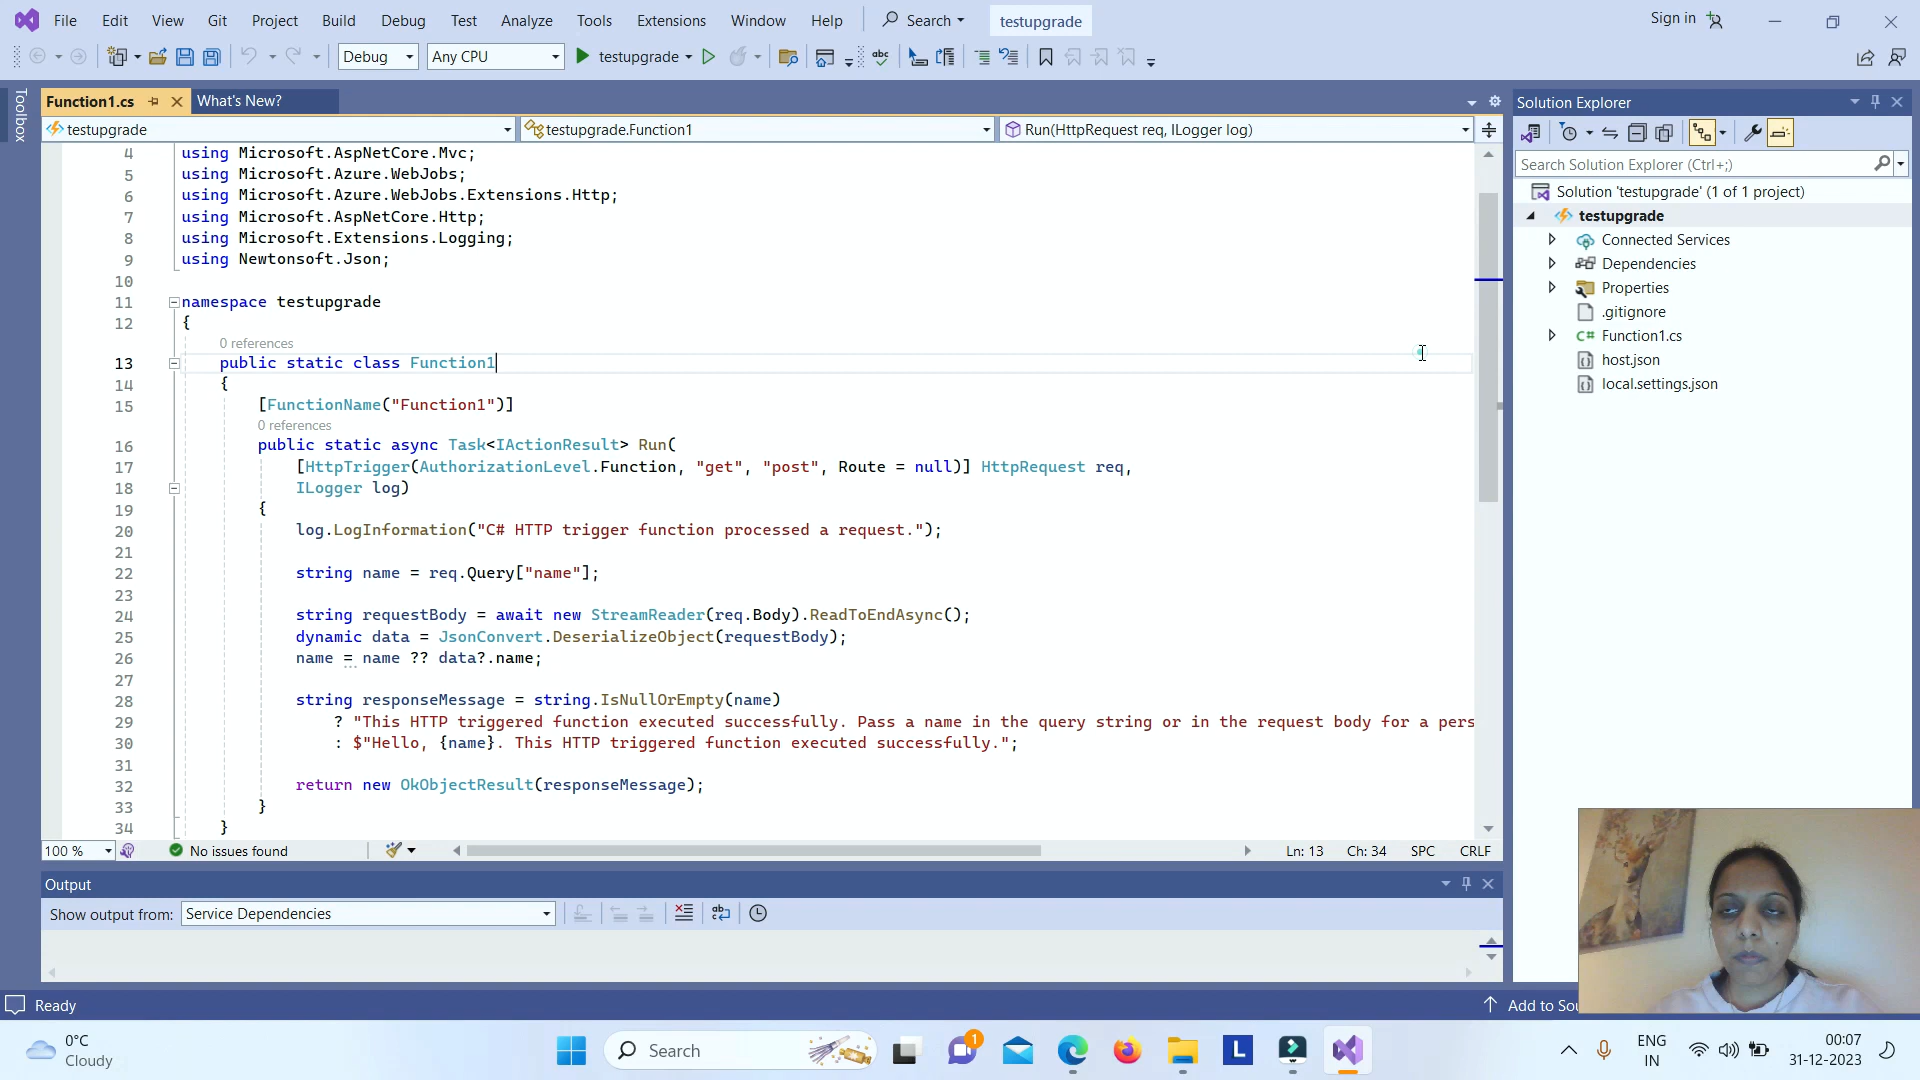 File Edit View Git Project Build Debug Test Analyze Tools Extensions Window Help Search testupgrade Sign in
Debug Any CPU testupgrade
Toolbox
Function1.cs What's New?
testupgrade testupgrade.Function1 Run(HttpRequest req, ILogger log)
4 using Microsoft.AspNetCore.Mvc;
5 using Microsoft.Azure.WebJobs;
6 using Microsoft.Azure.WebJobs.Extensions.Http;
7 using Microsoft.AspNetCore.Http;
8 using Microsoft.Extensions.Logging;
9 using Newtonsoft.Json;
10
11 namespace testupgrade
12 {
0 references
13 public static class Function1
14 {
15 [FunctionName("Function1")]
0 references
16 public static async Task<IActionResult> Run(
17 [HttpTrigger(AuthorizationLevel.Function, "get", "post", Route = null)] HttpRequest req,
18 ILogger log)
19 {
20 log.LogInformation("C# HTTP trigger function processed a request.");
21
22 string name = req.Query["name"];
23
24 string requestBody = await new StreamReader(req.Body).ReadToEndAsync();
25 dynamic data = JsonConvert.DeserializeObject(requestBody);
26 name = name ?? data?.name;
27
28 string responseMessage = string.IsNullOrEmpty(name)
29 ? "This HTTP triggered function executed successfully. Pass a name in the query string or in the request body for a pers
30 : $"Hello, {name}. This HTTP triggered function executed successfully.";
31
32 return new OkObjectResult(responseMessage);
33 }
34 }
100 % No issues found Ln: 13 Ch: 34 SPC CRLF
Output
Show output from: Service Dependencies
Solution Explorer
Search Solution Explorer (Ctrl+;)
Solution 'testupgrade' (1 of 1 project)
testupgrade
Connected Services
Dependencies
Properties
.gitignore
C# Function1.cs
host.json
local.settings.json
Ready Add to Sou
0°C
Cloudy
Search
1
L
ENG
IN
00:07
31-12-2023